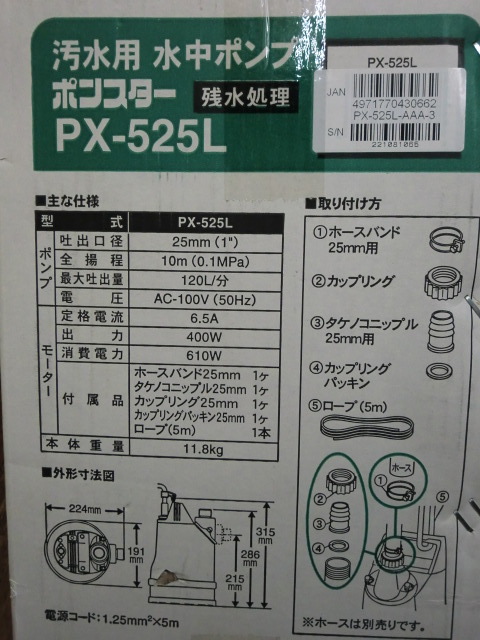 汚水用 水中ポンプ
ポンスター 残水処理
PX-525L
PX-525L
JAN
4971770430662
PX-525L-AAA-3
S/N
221081066
■主な仕様
型 式 PX-525L
ポンプ
吐出口径 25mm (1")
全揚程 10m (0.1MPa)
最大吐出量 120L/分
電圧 AC-100V (50Hz)
モーター
定格電流 6.5A
出力 400W
消費電力 610W
付属品
ホースバンド25mm 1ヶ
タケノコニップル25mm 1ヶ
カップリング25mm 1ヶ
カップリングパッキン25mm 1ヶ
ロープ(5m) 1本
本体重量 11.8kg
■外形寸法図
224mm
191mm
215mm
286mm
315mm
電源コード:1.25mm²×5m
■取り付け方
①ホースバンド
25mm用
②カップリング
③タケノコニップル
25mm用
④カップリング
パッキン
⑤ロープ(5m)
ホース
①
②
③
④
⑤
※ホースは別売りです。